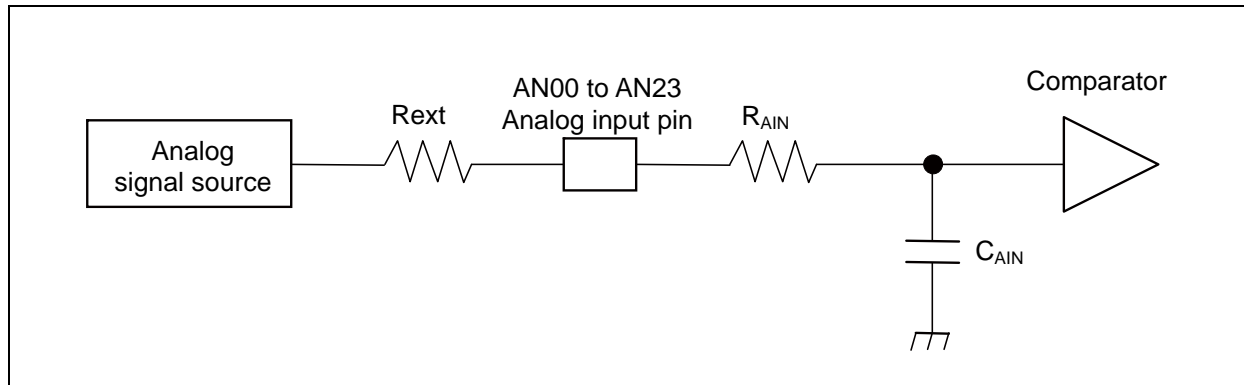 Analog
signal source
Rext
AN00 to AN23
Analog input pin
RAIN
Comparator
CAIN